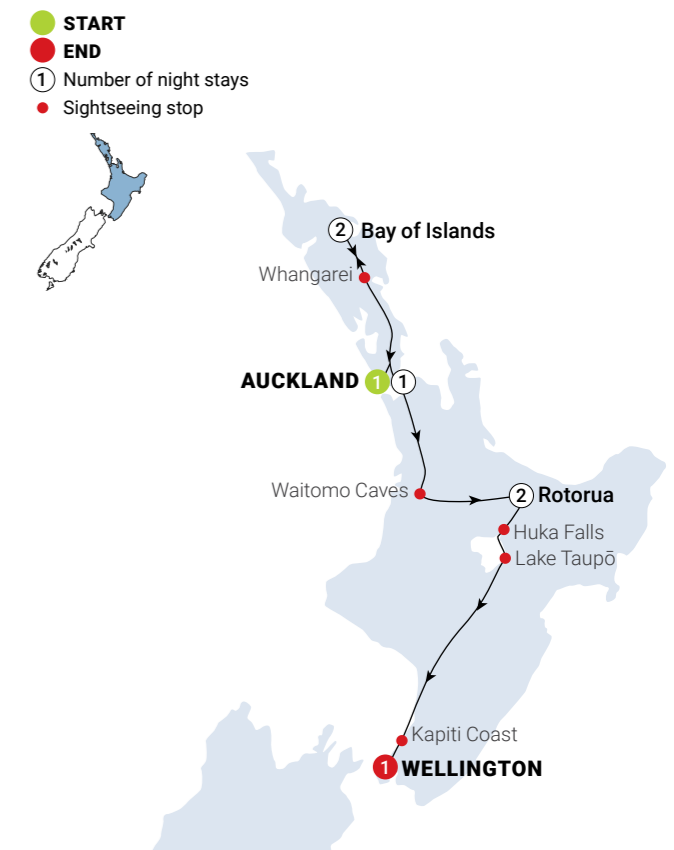 START
END
1 Number of night stays
Sightseeing stop
2 Bay of Islands
Whangarei
AUCKLAND 1 1
Waitomo Caves
2 Rotorua
Huka Falls
Lake Taupō
Kapiti Coast
1 WELLINGTON